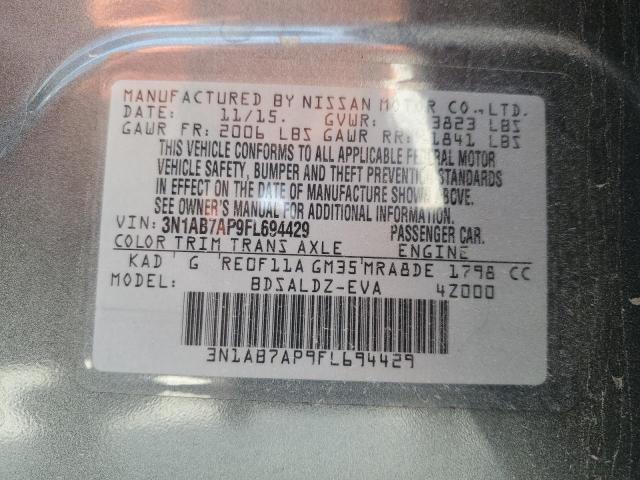 MANUFACTURED BY NISSAN MOTOR CO.,LTD.
DATE: 11/15. GVWR: 3823 LBS
GAWR FR: 2006 LBS GAWR RR: 1841 LBS
THIS VEHICLE CONFORMS TO ALL APPLICABLE FEDERAL MOTOR
VEHICLE SAFETY, BUMPER AND THEFT PREVENTION STANDARDS
IN EFFECT ON THE DATE OF MANUFACTURE SHOWN ABOVE.
SEE OWNER'S MANUAL FOR ADDITIONAL INFORMATION.
VIN: 3N1AB7AP9FL694429 PASSENGER CAR.
COLOR TRIM TRANS AXLE ENGINE
KAD G RE0F11A GM35 MRA8DE 1798 CC
MODEL: BDSALDZ-EVA 4Z000
3N1AB7AP9FL694429